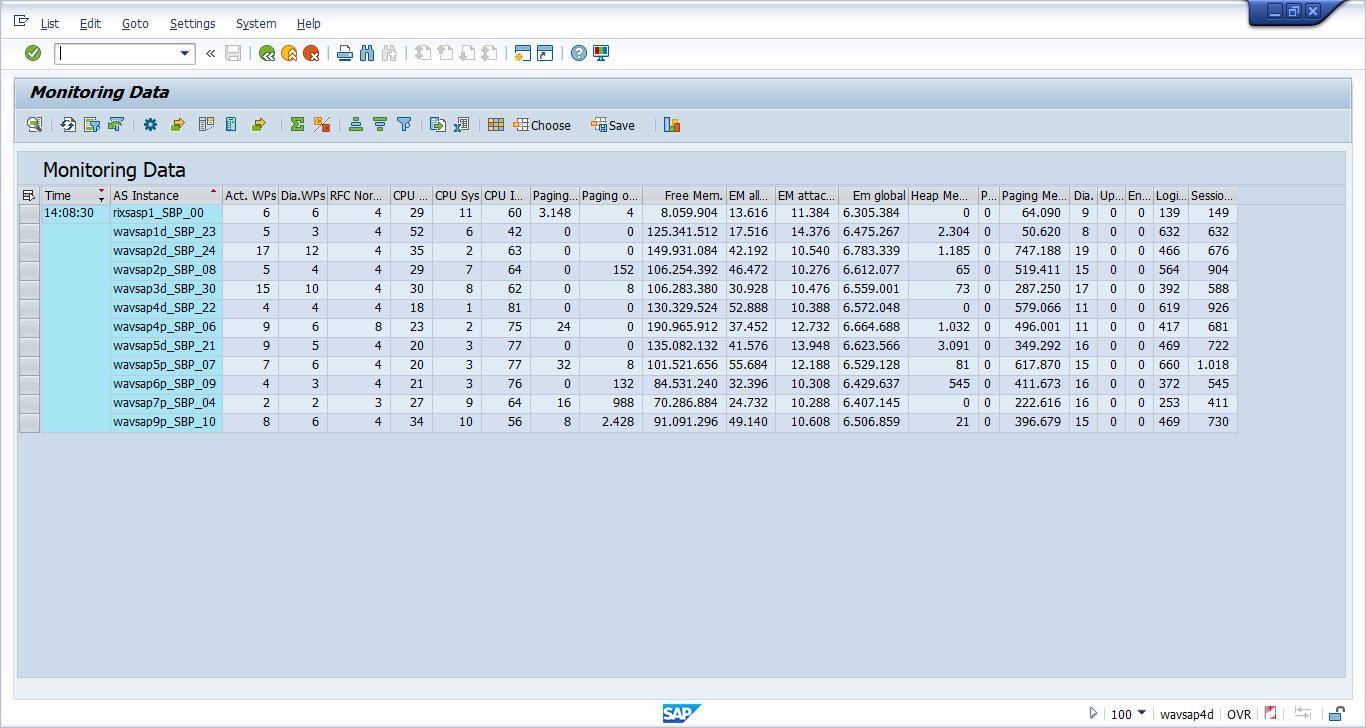 List Edit Goto Settings System Help
Monitoring Data
Choose Save
Monitoring Data
Time AS Instance Act. WPs Dia.WPs RFC Nor... CPU ... CPU Sys CPU I... Paging... Paging o... Free Mem. EM all... EM attac... Em global Heap Me... P... Paging Me... Dia. Up... En... Logi... Sessio...
14:08:30 rixsasp1_SBP_00 6 6 4 29 11 60 3.148 4 8.059.904 13.616 11.384 6.305.384 0 0 64.090 9 0 0 139 149
wavsap1d_SBP_23 5 3 4 52 6 42 0 0 125.341.512 17.516 14.376 6.475.267 2.304 0 50.620 8 0 0 632 632
wavsap2d_SBP_24 17 12 4 35 2 63 0 0 149.931.084 42.192 10.540 6.783.339 1.185 0 747.188 19 0 0 466 676
wavsap2p_SBP_08 5 4 4 29 7 64 0 152 106.254.392 46.472 10.276 6.612.077 65 0 519.411 15 0 0 564 904
wavsap3d_SBP_30 15 10 4 30 8 62 0 8 106.283.380 30.928 10.476 6.559.001 73 0 287.250 17 0 0 392 588
wavsap4d_SBP_22 4 4 4 18 1 81 0 0 130.329.524 52.888 10.388 6.572.048 0 0 579.066 11 0 0 619 926
wavsap4p_SBP_06 9 6 8 23 2 75 24 0 190.965.912 37.452 12.732 6.664.688 1.032 0 496.001 11 0 0 417 681
wavsap5d_SBP_21 9 5 4 20 3 77 0 0 135.082.132 41.576 13.948 6.623.566 3.091 0 349.292 16 0 0 469 722
wavsap5p_SBP_07 7 6 4 20 3 77 32 8 101.521.656 55.684 12.188 6.529.128 81 0 617.870 15 0 0 660 1.018
wavsap6p_SBP_09 4 3 4 21 3 76 0 132 84.531.240 32.396 10.308 6.429.637 545 0 411.673 16 0 0 372 545
wavsap7p_SBP_04 2 2 3 27 9 64 16 988 70.286.884 24.732 10.288 6.407.145 0 0 222.616 16 0 0 253 411
wavsap9p_SBP_10 8 6 4 34 10 56 8 2.428 91.091.296 49.140 10.608 6.506.859 21 0 396.679 15 0 0 469 730
SAP 100 wavsap4d OVR